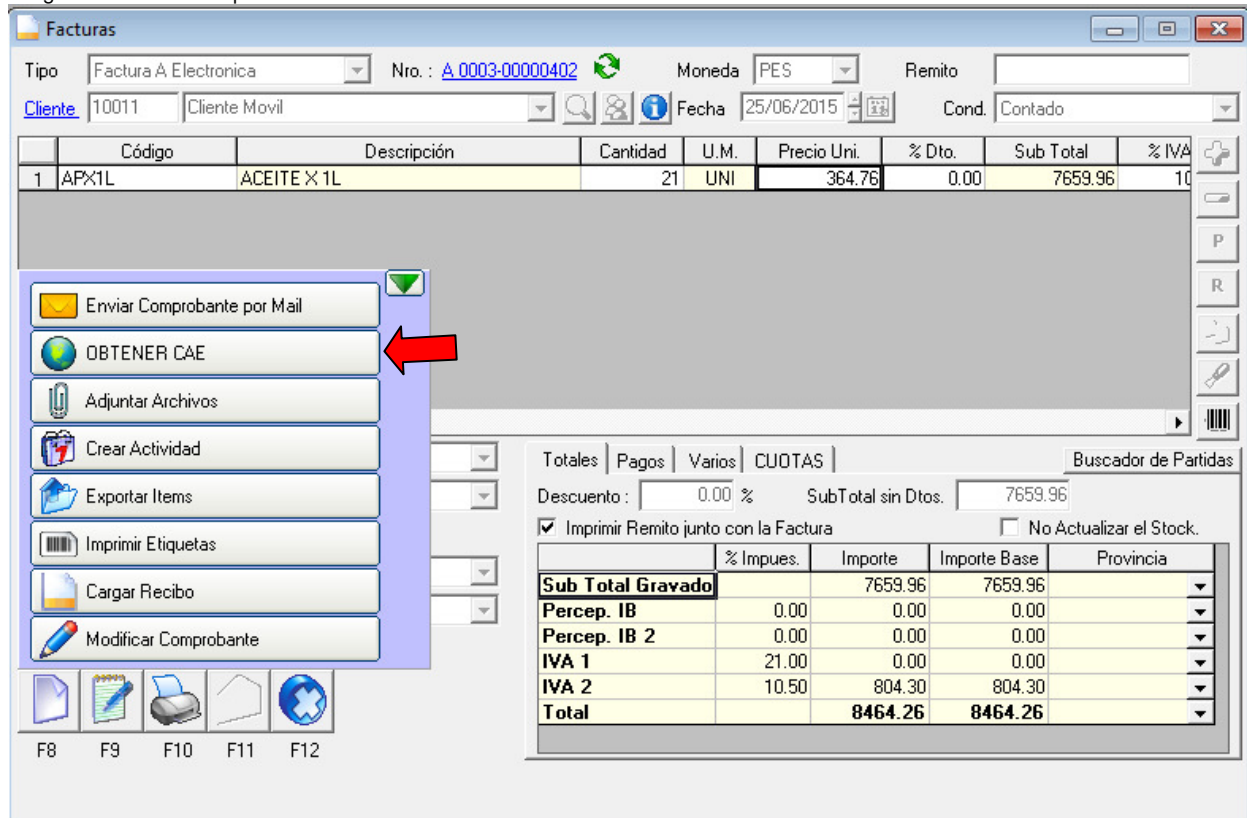 Facturas
Tipo Factura A Electronica Nro. : A 0003-00000402 Moneda PES Remito
Cliente 10011 Cliente Movil Fecha 25/06/2015 Cond. Contado
Código Descripción Cantidad U.M. Precio Uni. % Dto. Sub Total % IVA
1 APX1L ACEITE X 1L 21 UNI 364.76 0.00 7659.96 10
P
R
Enviar Comprobante por Mail
OBTENER CAE
Adjuntar Archivos
Crear Actividad
Exportar Items
Imprimir Etiquetas
Cargar Recibo
Modificar Comprobante
Totales Pagos Varios CUOTAS Buscador de Partidas
Descuento : 0.00 % SubTotal sin Dtos. 7659.96
Imprimir Remito junto con la Factura No Actualizar el Stock.
% Impues. Importe Importe Base Provincia
Sub Total Gravado 7659.96 7659.96
Percep. IB 0.00 0.00 0.00
Percep. IB 2 0.00 0.00 0.00
IVA 1 21.00 0.00 0.00
IVA 2 10.50 804.30 804.30
Total 8464.26 8464.26
F8 F9 F10 F11 F12